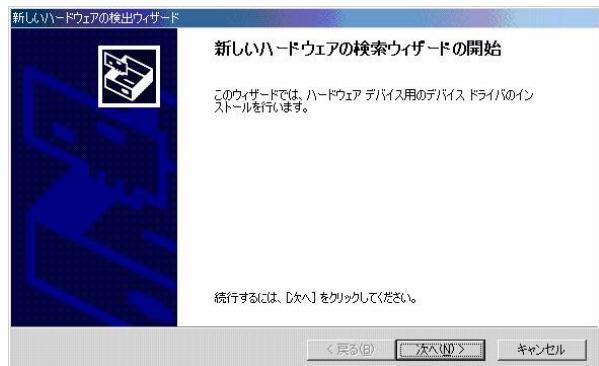 新しいハードウェアの検出ウィザード
新しいハードウェアの検索ウィザードの開始
このウィザードでは、ハードウェア デバイス用のデバイス ドライバのイン
ストールを行います。
続行するには、[次へ] をクリックしてください。
< 戻る(B)
次へ(N) >
キャンセル